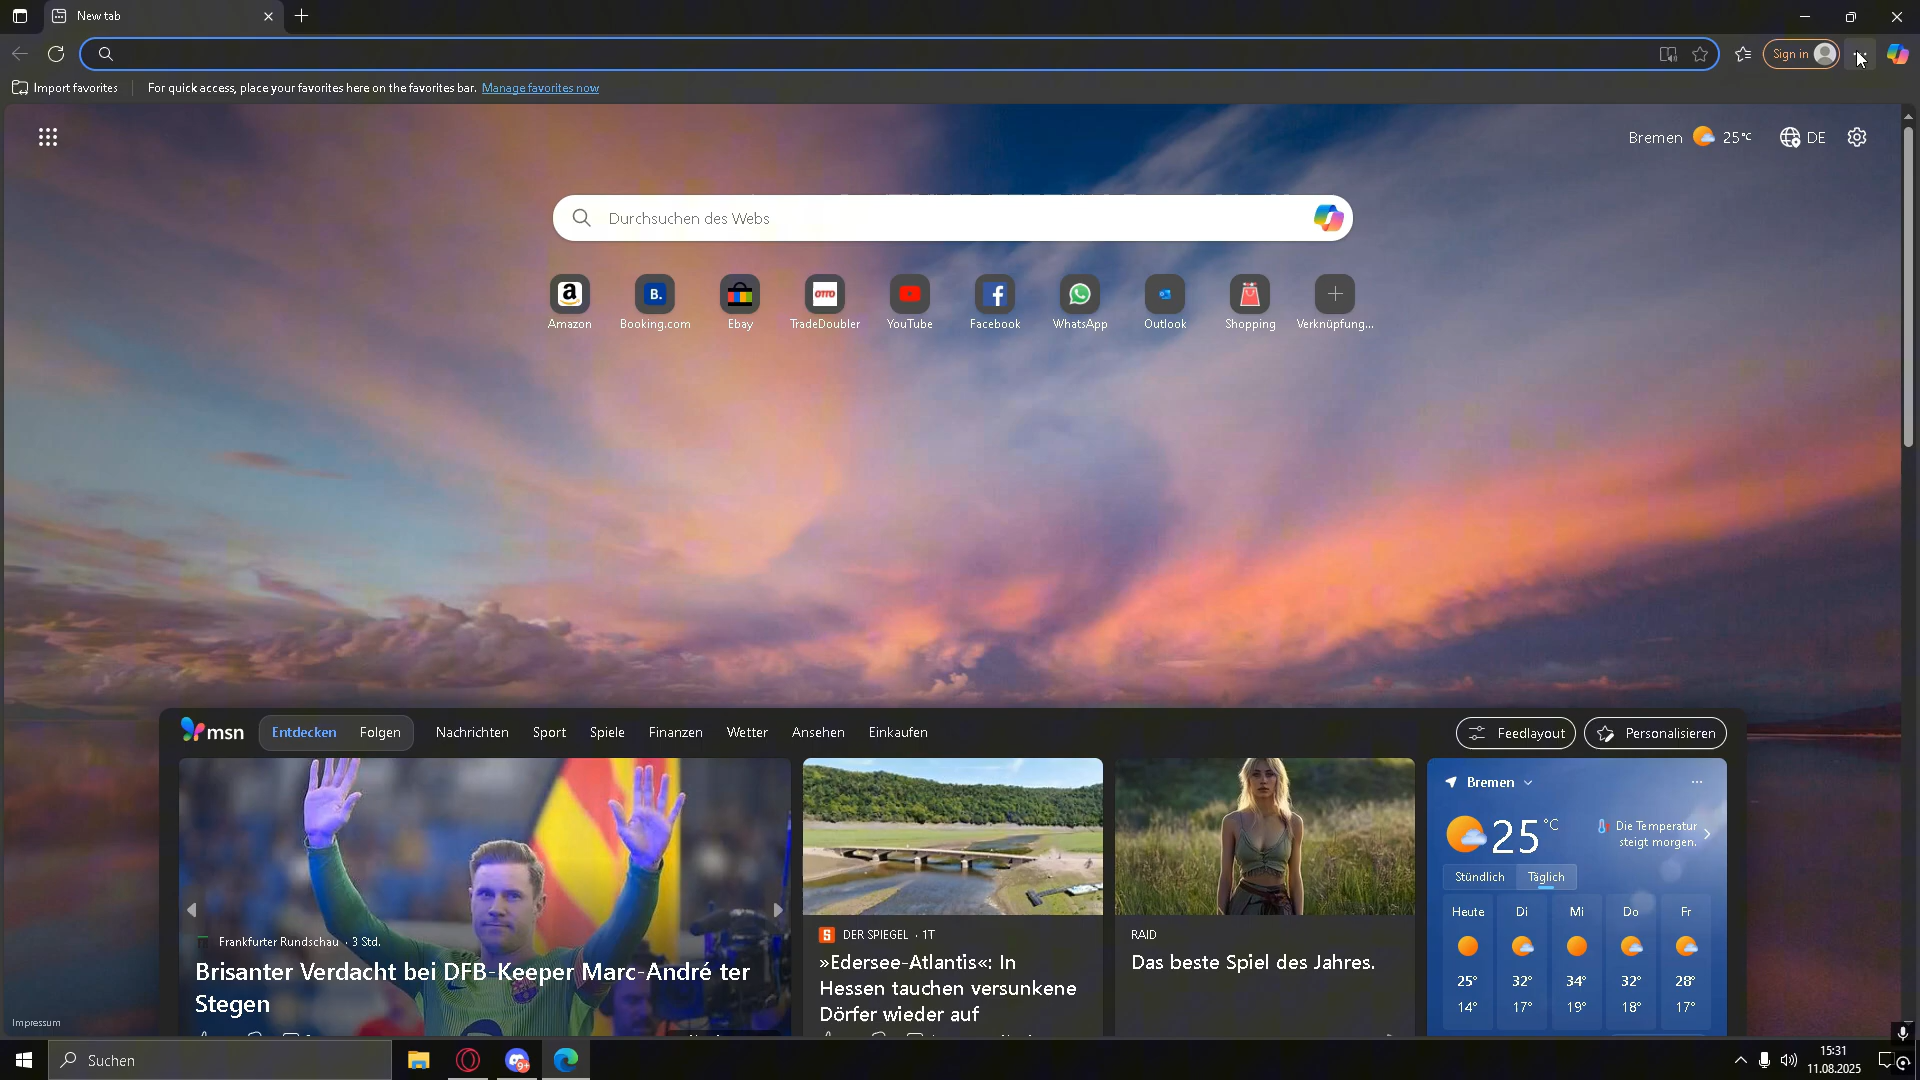 New tab
Sign in
Import favorites
For quick access, place your favorites here on the favorites bar. Manage favorites now
Bremen 25°C DE
Durchsuchen des Webs
a
B.
OTTO
Amazon
Booking.com
Ebay
TradeDoubler
YouTube
Facebook
WhatsApp
Outlook
Shopping
Verknüpfung...
msn
Entdecken
Folgen
Nachrichten
Sport
Spiele
Finanzen
Wetter
Ansehen
Einkaufen
Feedlayout
Personalisieren
Frankfurter Rundschau · 3 Std.
Brisanter Verdacht bei DFB-Keeper Marc-André ter
Stegen
DER SPIEGEL · 1T
»Edersee-Atlantis«: In
Hessen tauchen versunkene
Dörfer wieder auf
RAID
Das beste Spiel des Jahres.
Bremen
25 °C
Die Temperatur
steigt morgen.
Stündlich Täglich
Heute Di Mi Do Fr
25° 32° 34° 32° 28°
14° 17° 19° 18° 17°
Impressum
Suchen
9+
15:31
11.08.2025